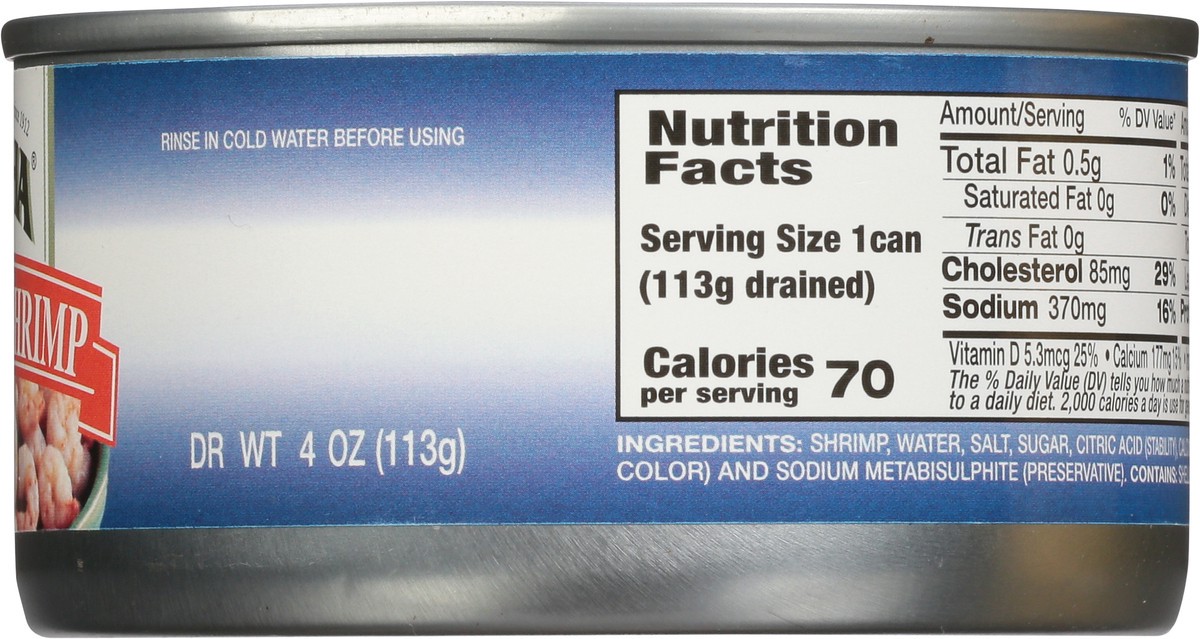 A®
SHRIMP
RINSE IN COLD WATER BEFORE USING
DR WT 4 OZ (113g)
Nutrition
Facts
Serving Size 1can
(113g drained)
Calories
per serving 70
Amount/Serving % DV Value*
Total Fat 0.5g 1%
Saturated Fat 0g 0%
Trans Fat 0g
Cholesterol 85mg 29%
Sodium 370mg 16%
Vitamin D 5.3mcg 25% • Calcium 177mg
The % Daily Value (DV) tells you how much a
to a daily diet. 2,000 calories a day is use for
INGREDIENTS: SHRIMP, WATER, SALT, SUGAR, CITRIC ACID (STABILITY,
COLOR) AND SODIUM METABISULPHITE (PRESERVATIVE). CONTAINS: